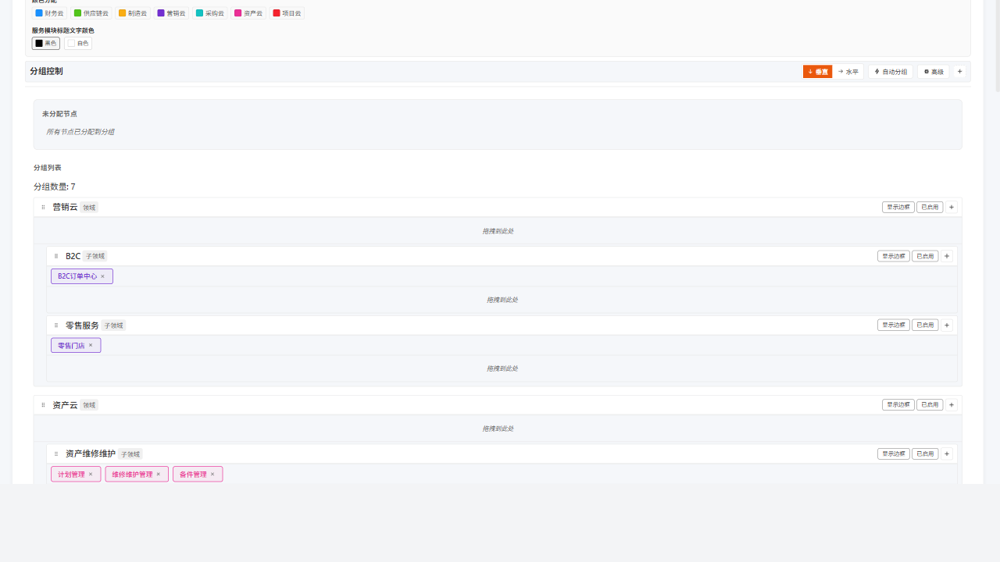 颜色分配
财务云 供应链云 制造云 营销云 采购云 资产云 项目云
服务模块标题文字颜色
黑色 白色
分组控制 ↓ 垂直 → 水平 自动分组 高级 +
未分配节点
所有节点已分配到分组
分组列表
分组数量: 7
营销云 领域 显示边框 已启用 +
拖拽到此处
B2C 子领域 显示边框 已启用 +
B2C订单中心 ×
拖拽到此处
零售服务 子领域 显示边框 已启用 +
零售门店 ×
拖拽到此处
资产云 领域 显示边框 已启用 +
拖拽到此处
资产维修维护 子领域 显示边框 已启用 +
计划管理 × 维修维护管理 × 备件管理 ×